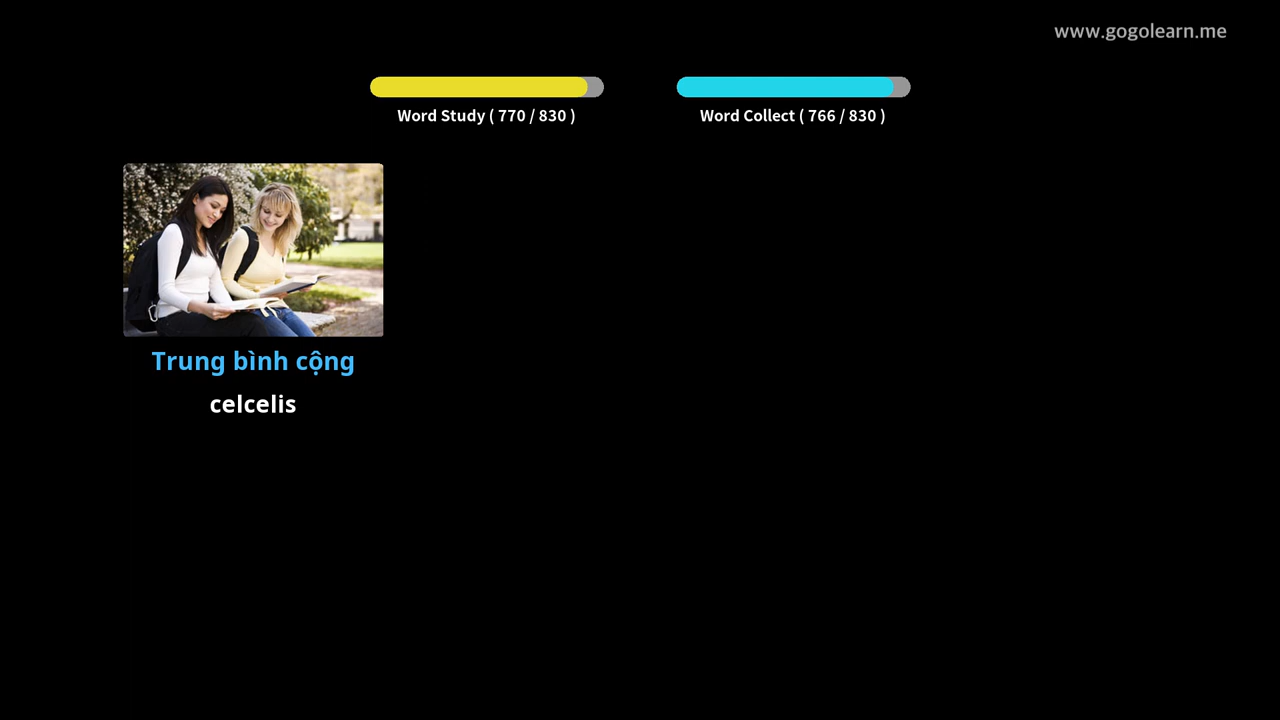 www.gogolearn.me
Word Study ( 770 / 830 )
Word Collect ( 766 / 830 )
Trung bình cộng
celcelis